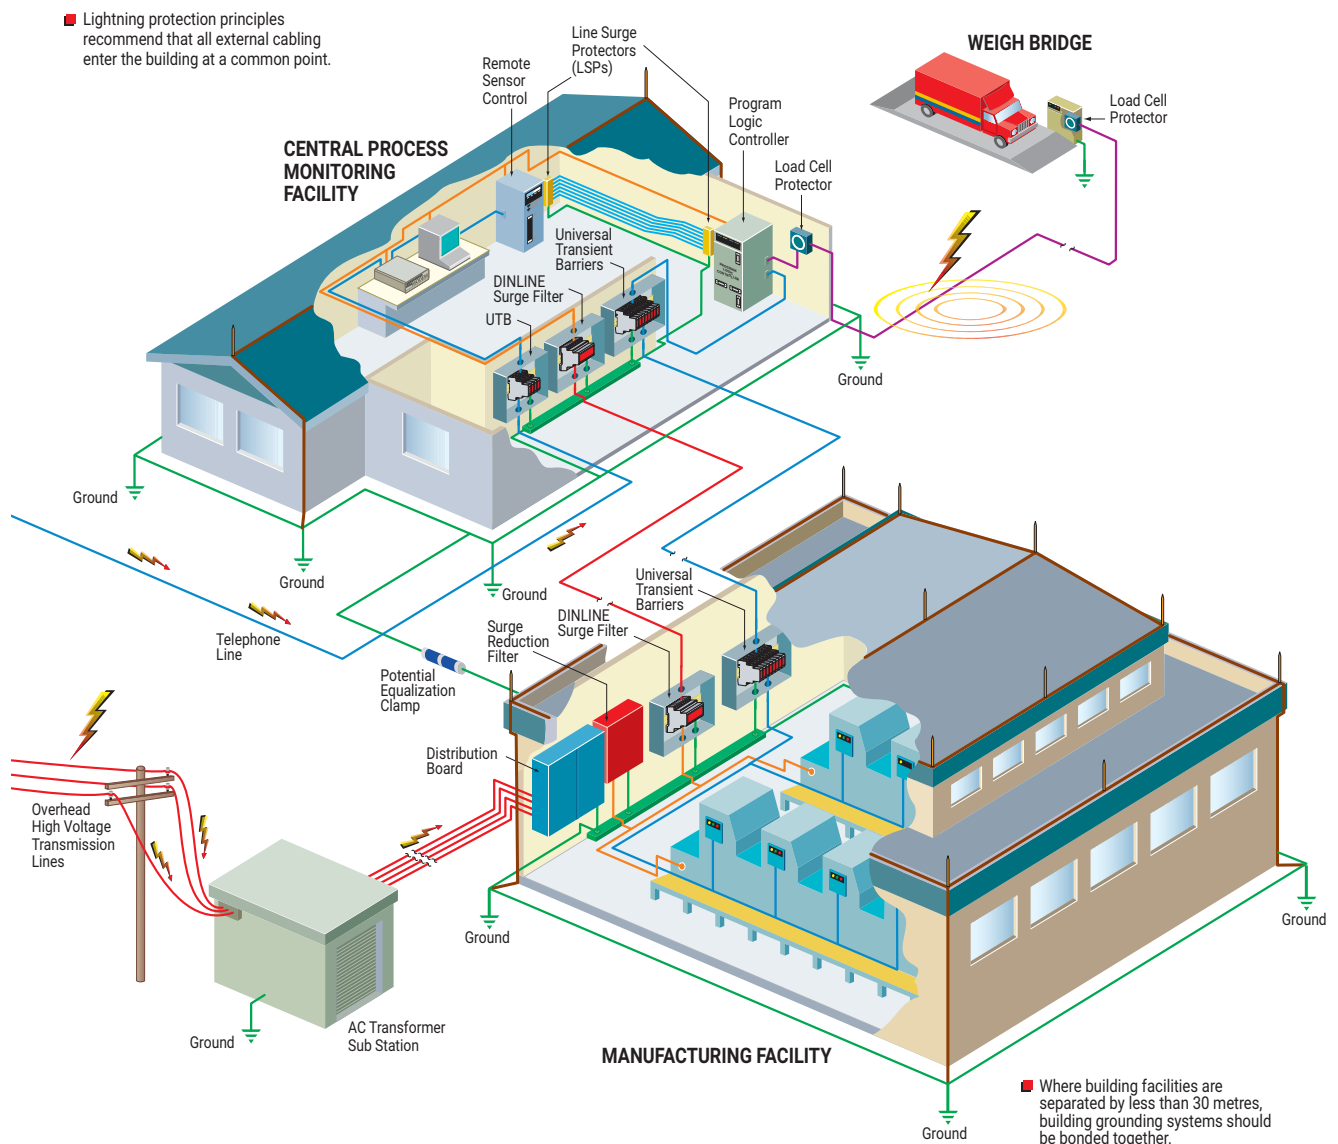 Lightning protection principles
recommend that all external cabling
enter the building at a common point.
Line Surge
Protectors
(LSPs)
WEIGH BRIDGE
Remote
Sensor
Control
Program
Logic
Controller
Load Cell
Protector
CENTRAL PROCESS
MONITORING
FACILITY
Load Cell
Protector
Universal
Transient
Barriers
DINLINE
Surge Filter
UTB
Ground
Ground
Ground
Ground
Telephone
Line
Universal
Transient
Barriers
DINLINE
Surge Filter
Surge
Reduction
Filter
Potential
Equalization
Clamp
Distribution
Board
Overhead
High Voltage
Transmission
Lines
Ground
Ground
Ground
AC Transformer
Sub Station
MANUFACTURING FACILITY
Where building facilities are
separated by less than 30 metres,
building grounding systems should
be bonded together.
Ground